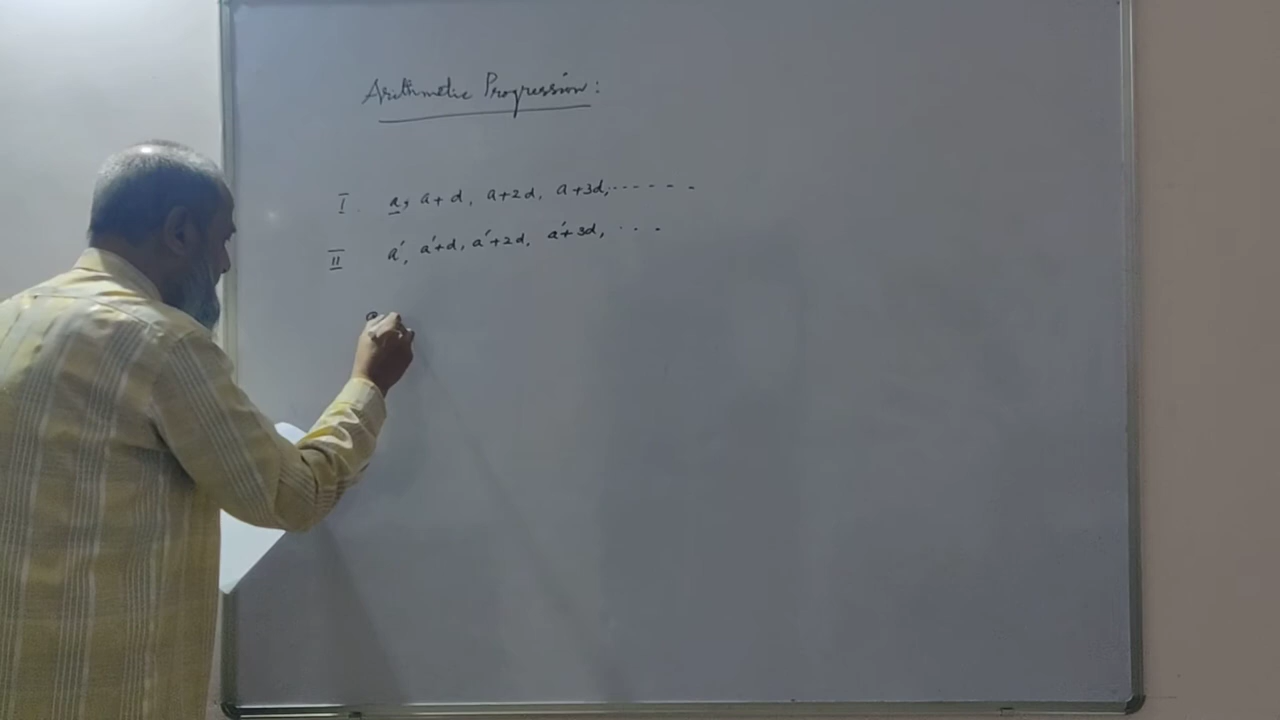 Arithmetic Progression:
I. a, a+d, a+2d, a+3d,------
II a', a'+d, a'+2d, a'+3d, ...